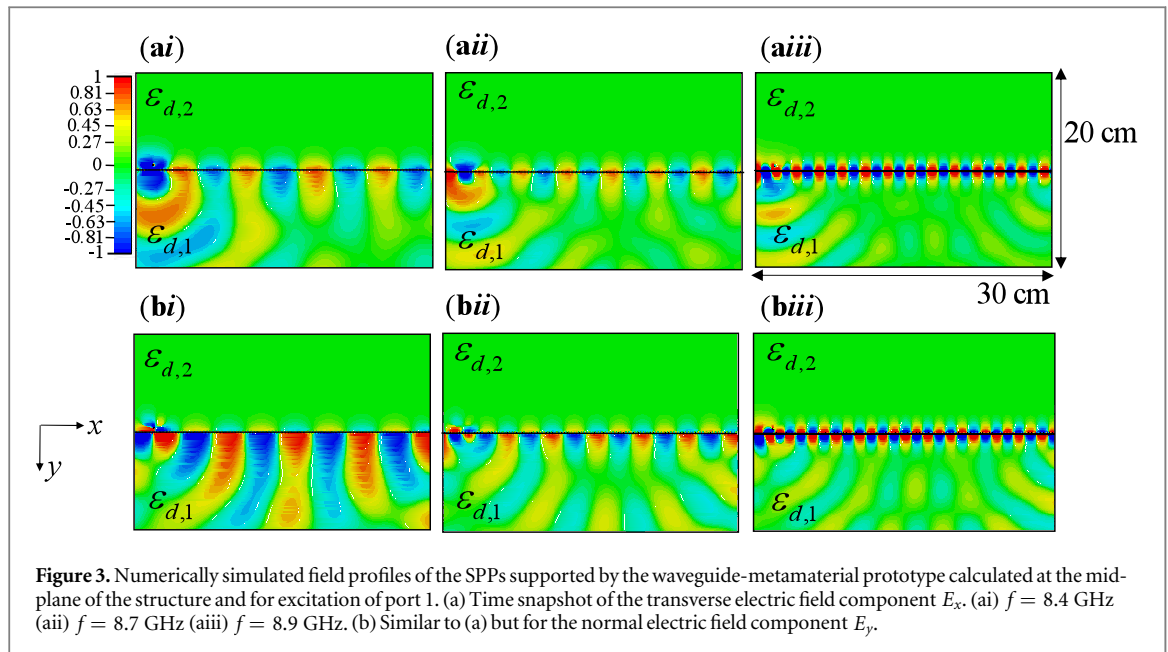 (ai) (aii) (aiii)
1
0.81
0.63
0.45
0.27
0
-0.27
-0.45
-0.63
-0.81
-1
εd,2 εd,2 εd,2
εd,1 εd,1 εd,1
20 cm
30 cm
(bi) (bii) (biii)
εd,2 εd,2 εd,2
x
y
εd,1 εd,1 εd,1
Figure 3. Numerically simulated field profiles of the SPPs supported by the waveguide-metamaterial prototype calculated at the mid-
plane of the structure and for excitation of port 1. (a) Time snapshot of the transverse electric field component Ex. (ai) f = 8.4 GHz
(aii) f = 8.7 GHz (aiii) f = 8.9 GHz. (b) Similar to (a) but for the normal electric field component Ey.